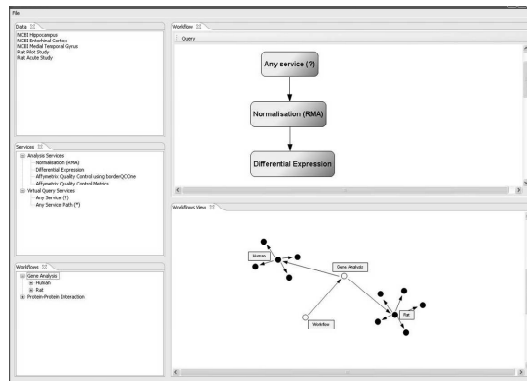 File
Data
NCEI Hippocampus
NCEI Entorhinal Cortex
NCEI Medial Temporal Gyrus
Rat Pilot Study
Rat Acute Study
Services
Analysis Services
Normalisation (RMA)
Differential Expression
Affymetrix Quality Control using borderQCOne
Affymetrix Quality Control Metrics
Virtual Query Services
Any Service (?)
Any Service Path (*)
Workflows
Gene Analysis
Human
Rat
Protein-Protein Interaction
Workflow
Query
Any service (?)
Normalisation (RMA)
Differential Expression
Workflows View
Human
Gene Analysis
Rat
Workflow